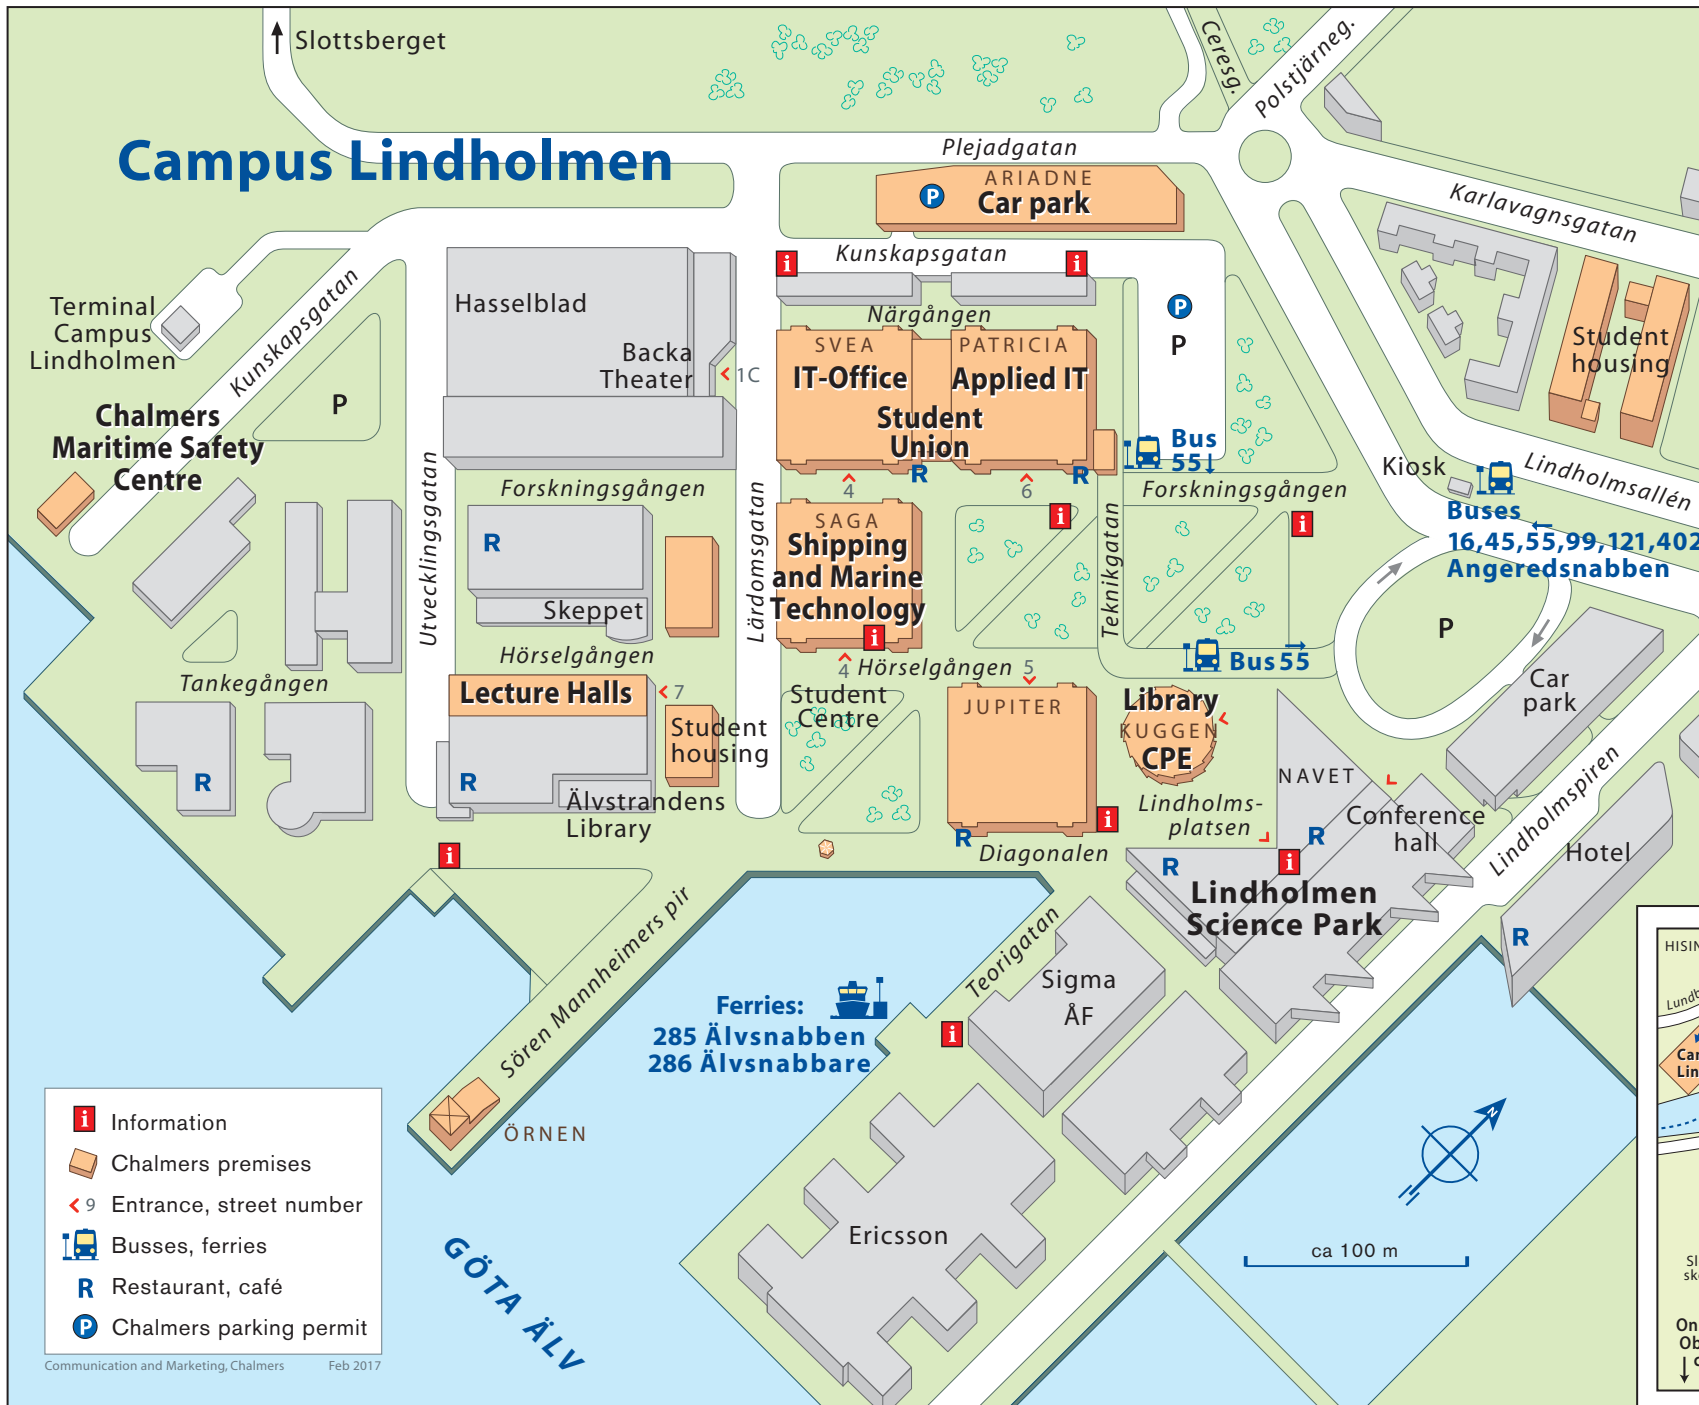 Slottsberget
Ceresg.
Polstjärneg.
Campus Lindholmen
Plejadgatan
ARIADNE
P
Car park
Karlavagnsgatan
Kunskapsgatan
i
i
Närgången
Hasselblad
Terminal
Campus
Lindholmen
Kunskapsgatan
P
P
Student
housing
SVEA
PATRICIA
IT-Office
Applied IT
Backa
Theater
1C
Student
Union
P
Chalmers
Maritime Safety
Centre
Bus
55
R
R
Kiosk
Lindholmsallén
Utvecklingsgatan
Forskningsgången
Lärdomsgatan
4
6
Forskningsgången
Buses
16,45,55,99,121,402
Angeredsnabben
i
i
SAGA
Shipping
and Marine
Technology
i
R
Skeppet
Teknikgatan
P
Hörselgången
4
Hörselgången
5
Bus 55
Tankegången
Lecture Halls
7
Student
Centre
JUPITER
Library
KUGGEN
CPE
Car
park
Student
housing
R
R
Älvstrandens
Library
NAVET
Lindholms-
platsen
Conference
hall
Lindholmspiren
i
R
Diagonalen
R
R
i
Hotel
R
i
Lindholmen
Science Park
Sören Mannheimers pir
Teorigatan
Sigma
ÅF
i
Ferries:
285 Älvsnabben
286 Älvsnabbare
ÖRNEN
Ericsson
GÖTA ÄLV
N
ca 100 m
i Information
Chalmers premises
9 Entrance, street number
Busses, ferries
R Restaurant, café
P Chalmers parking permit
Communication and Marketing, Chalmers Feb 2017